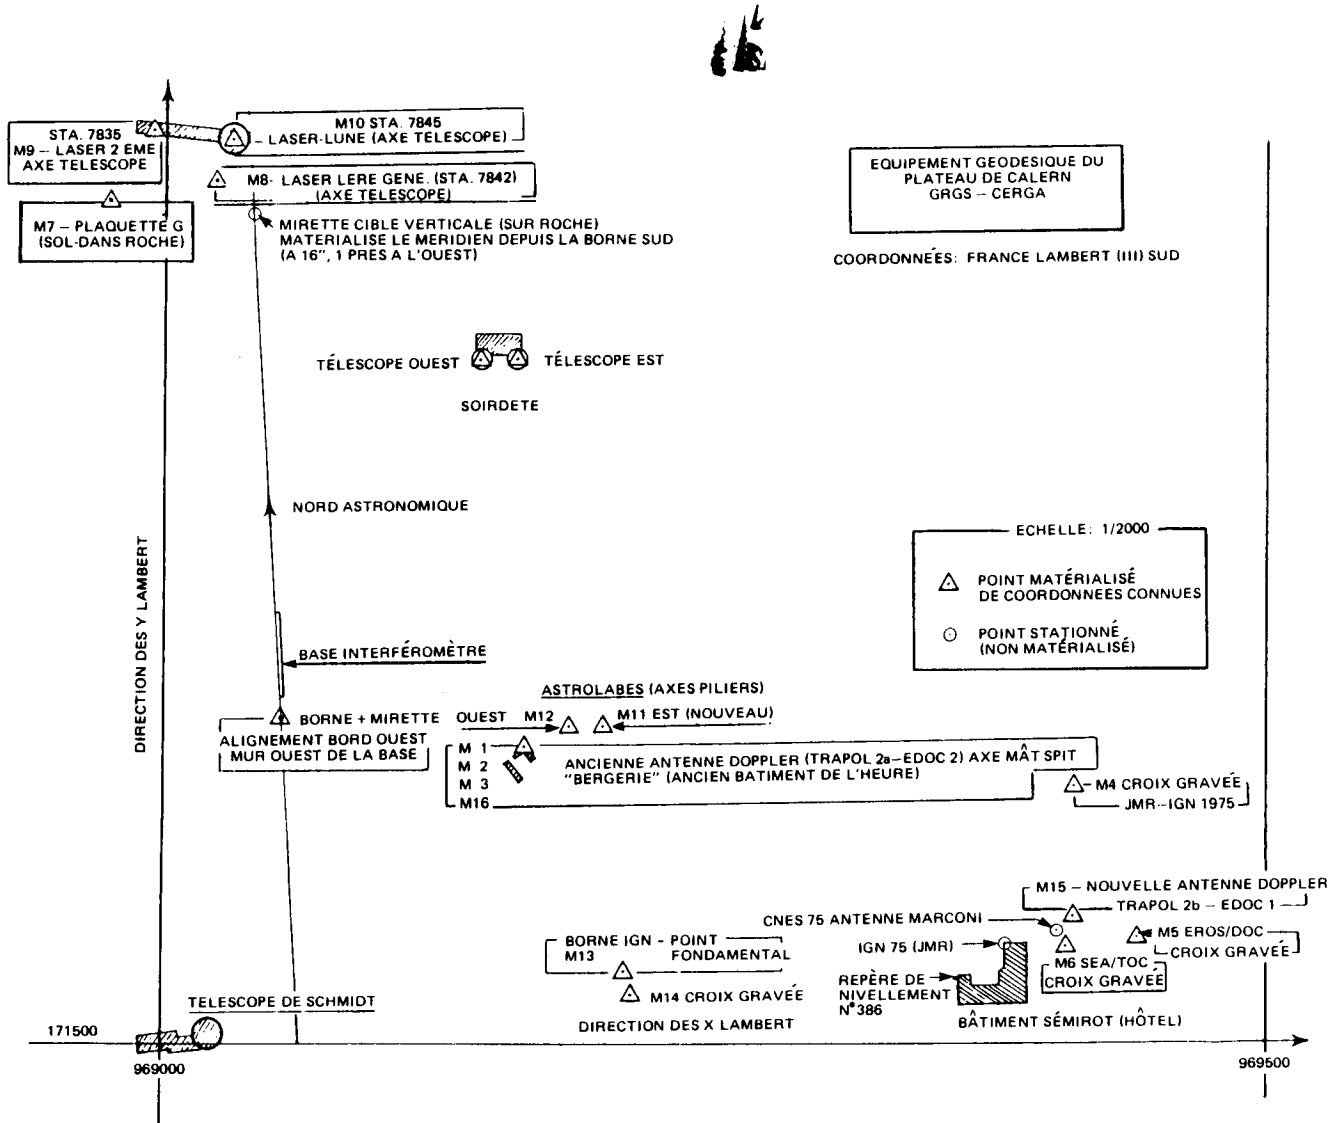 STA. 7835
M9 – LASER 2 EME
AXE TELESCOPE
M10 STA. 7845
– LASER-LUNE (AXE TELESCOPE)
M8- LASER LERE GENE. (STA. 7842)
(AXE TELESCOPE)
M7 – PLAQUETTE G
(SOL-DANS ROCHE)
MIRETTE CIBLE VERTICALE (SUR ROCHE)
MATERIALISE LE MERIDIEN DEPUIS LA BORNE SUD
(A 16", 1 PRES A L'OUEST)
EQUIPEMENT GEODESIQUE DU
PLATEAU DE CALERN
GRGS – CERGA
COORDONNÉES: FRANCE LAMBERT (III) SUD
TÉLESCOPE OUEST
TÉLESCOPE EST
SOIRDETE
NORD ASTRONOMIQUE
DIRECTION DES Y LAMBERT
ECHELLE: 1/2000
POINT MATÉRIALISÉ
DE COORDONNEES CONNUES
POINT STATIONNÉ
(NON MATÉRIALISÉ)
BASE INTERFÉROMÈTRE
ASTROLABES (AXES PILIERS)
BORNE + MIRETTE
OUEST M12
M11 EST (NOUVEAU)
ALIGNEMENT BORD OUEST
MUR OUEST DE LA BASE
M 1
M 2
M 3
M16
ANCIENNE ANTENNE DOPPLER (TRAPOL 2a–EDOC 2) AXE MÂT SPIT
"BERGERIE" (ANCIEN BATIMENT DE L'HEURE)
– M4 CROIX GRAVÉE
JMR–IGN 1975
M15 – NOUVELLE ANTENNE DOPPLER
TRAPOL 2b – EDOC 1
CNES 75 ANTENNE MARCONI
M5 EROS/DOC
CROIX GRAVÉE
IGN 75 (JMR)
M6 SEA/TOC
CROIX GRAVÉE
BORNE IGN – POINT
M13 FONDAMENTAL
M14 CROIX GRAVÉE
REPÈRE DE
NIVELLEMENT
N° 386
TELESCOPE DE SCHMIDT
DIRECTION DES X LAMBERT
BÂTIMENT SÉMIROT (HÔTEL)
171500
969000
969500